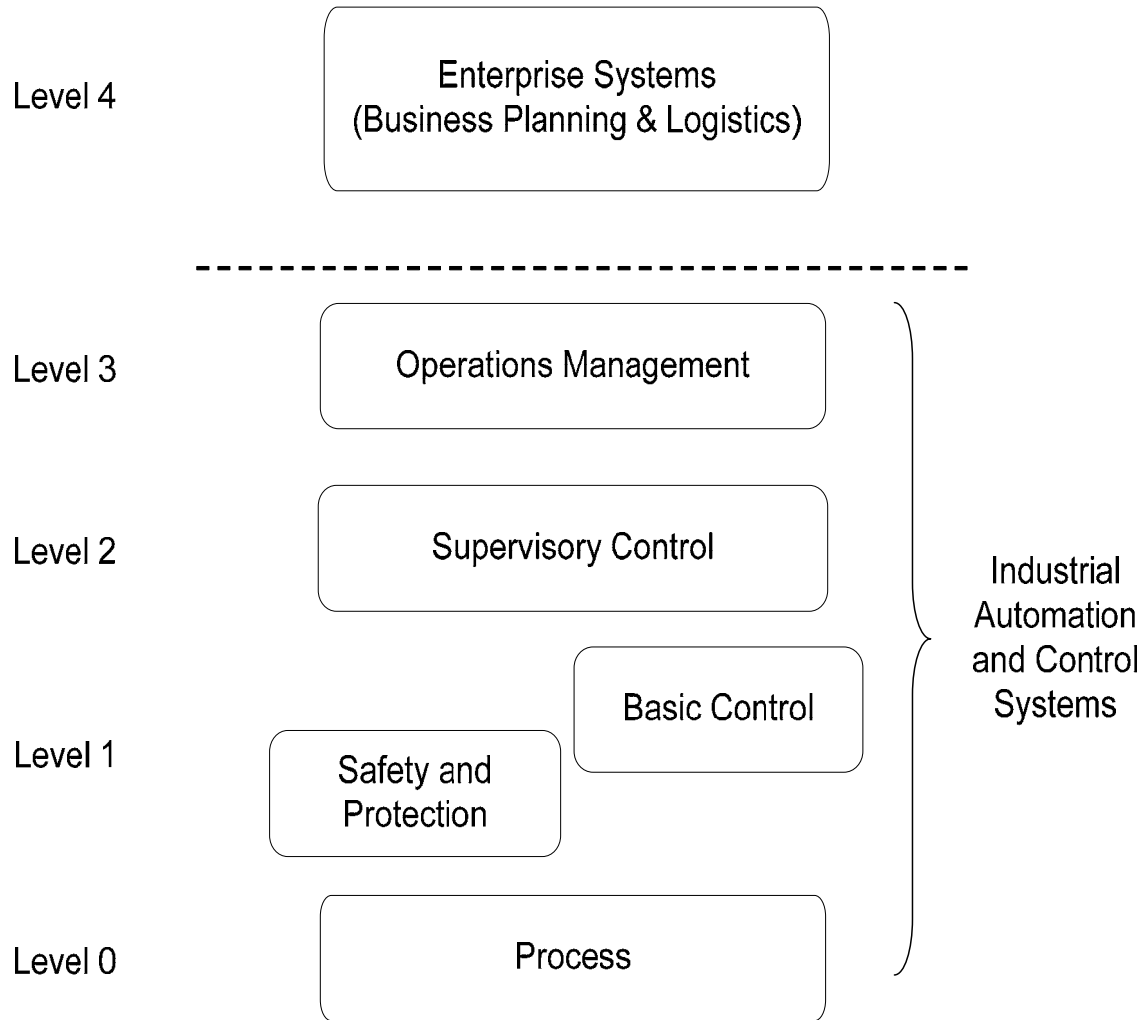 Level 4
Enterprise Systems
(Business Planning & Logistics)
Level 3
Operations Management
Level 2
Supervisory Control
Industrial
Automation
and Control
Systems
Level 1
Basic Control
Safety and
Protection
Level 0
Process